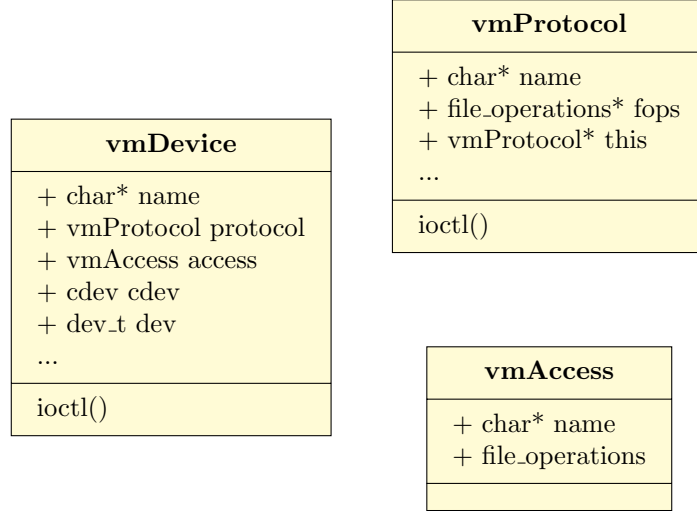 vmDevice
+ char* name
+ vmProtocol protocol
+ vmAccess access
+ cdev cdev
+ dev_t dev
...
ioctl()
vmProtocol
+ char* name
+ file_operations* fops
+ vmProtocol* this
...
ioctl()
vmAccess
+ char* name
+ file_operations